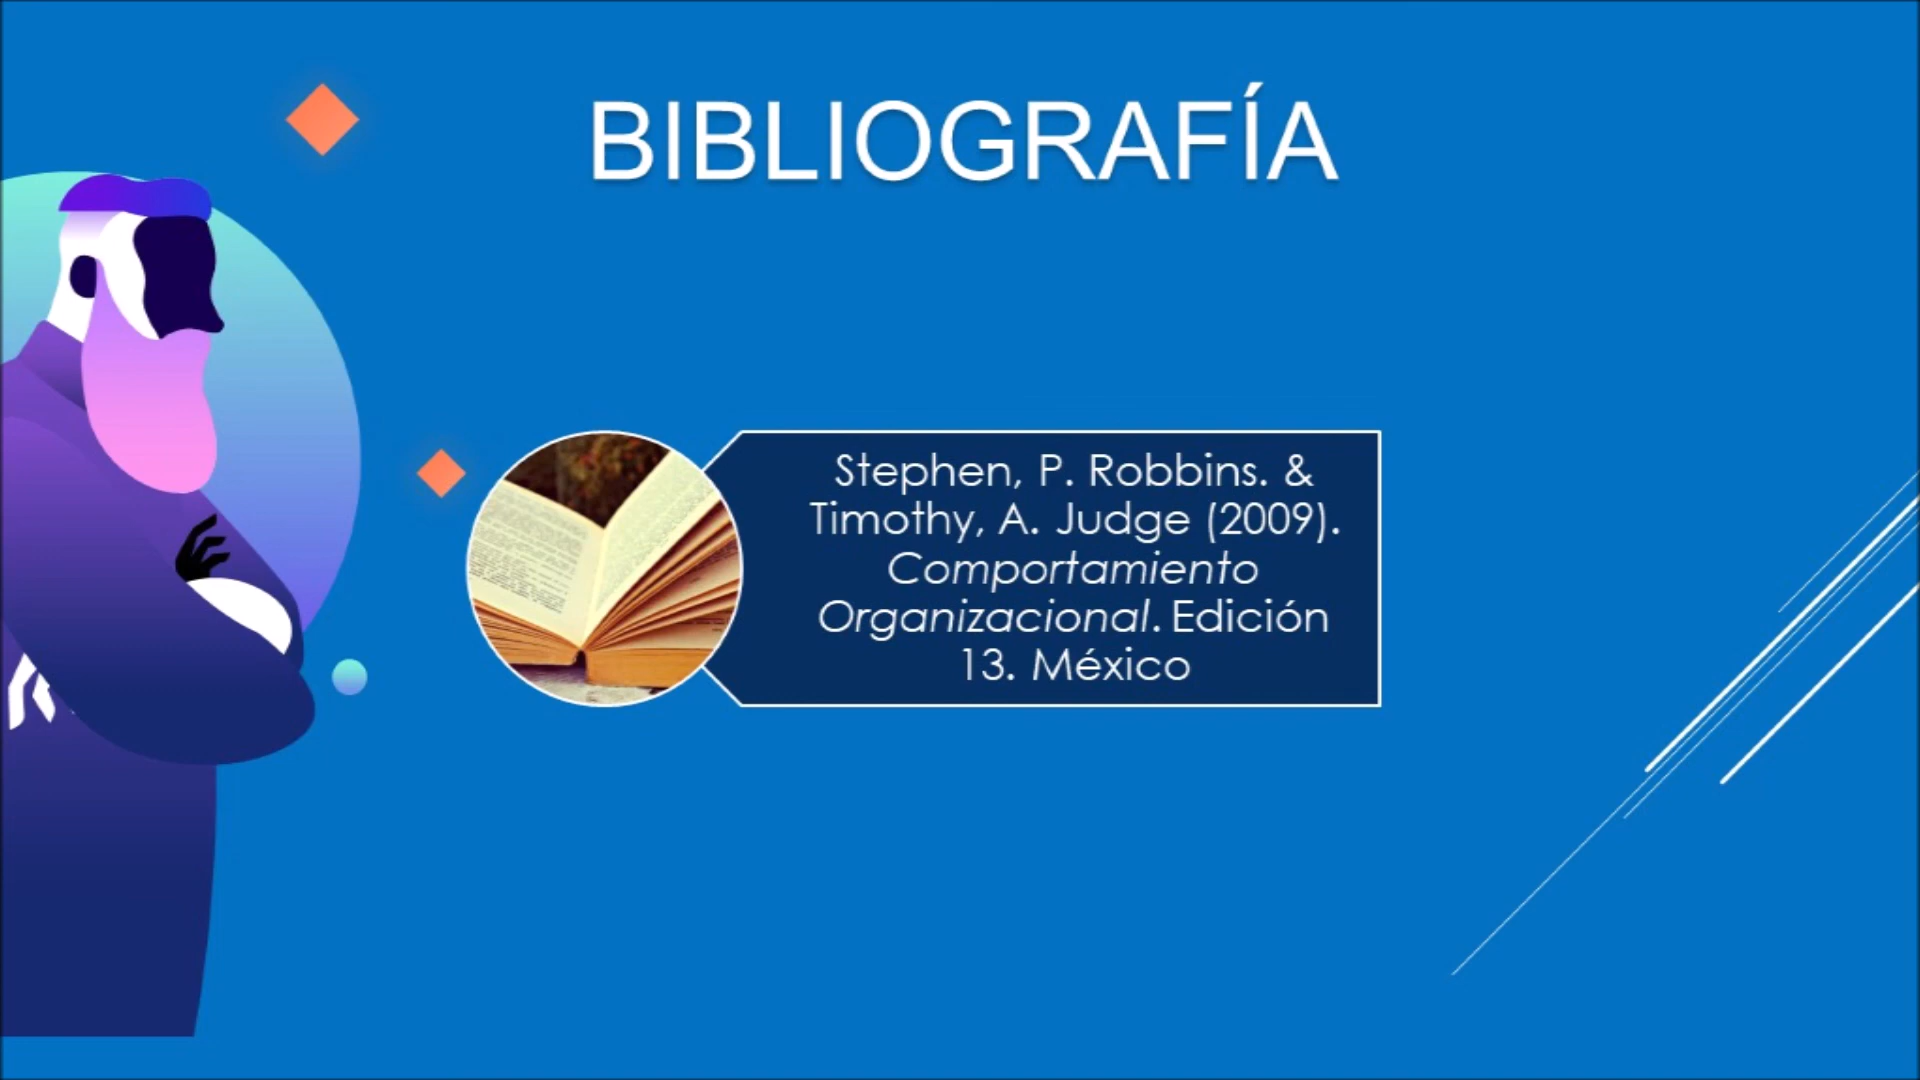 BIBLIOGRAFÍA
Stephen, P. Robbins. &
Timothy, A. Judge (2009).
Comportamiento
Organizacional. Edición
13. México